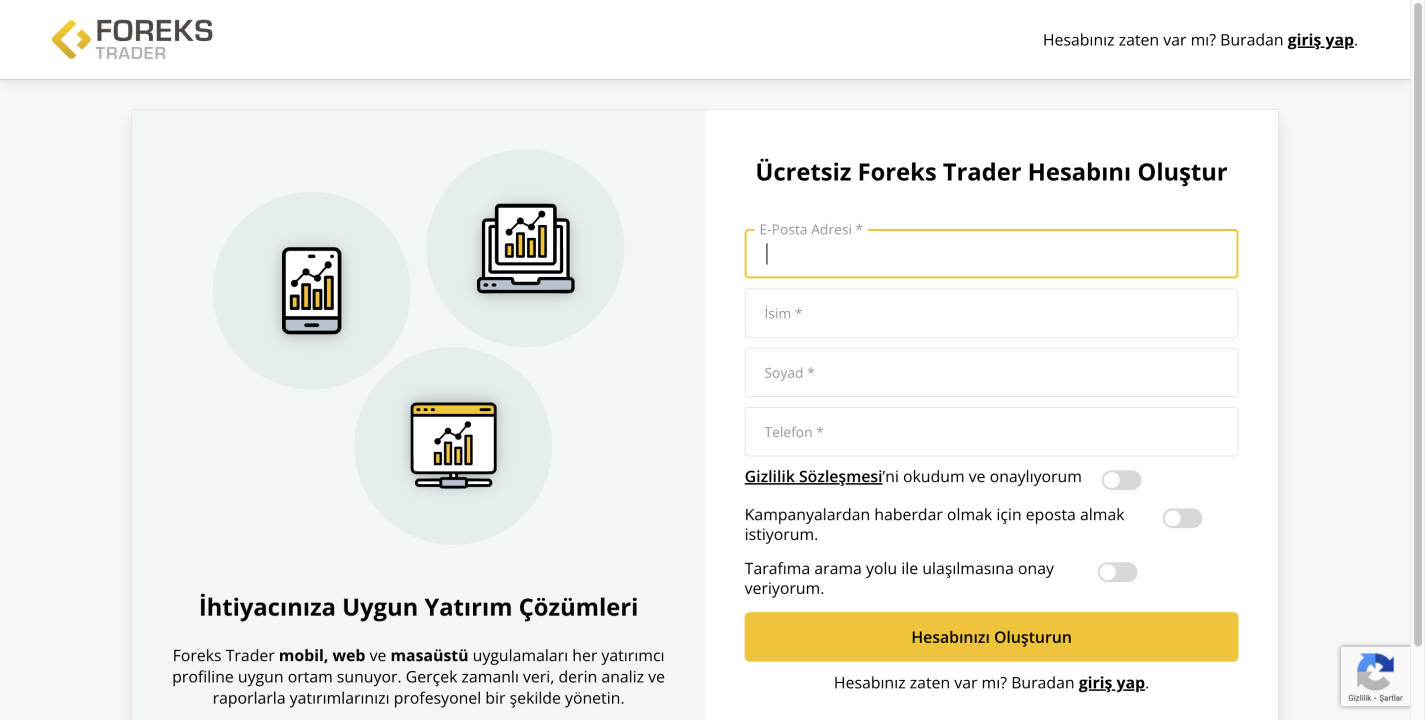 FOREKS
TRADER
Hesabınız zaten var mı? Buradan giriş yap.
İhtiyacınıza Uygun Yatırım Çözümleri
Foreks Trader mobil, web ve masaüstü uygulamaları her yatırımcı
profiline uygun ortam sunuyor. Gerçek zamanlı veri, derin analiz ve
raporlarla yatırımlarınızı profesyonel bir şekilde yönetin.
Ücretsiz Foreks Trader Hesabını Oluştur
E-Posta Adresi *
İsim *
Soyad *
Telefon *
Gizlilik Sözleşmesi’ni okudum ve onaylıyorum
Kampanyalardan haberdar olmak için eposta almak
istiyorum.
Tarafıma arama yolu ile ulaşılmasına onay
veriyorum.
Hesabınızı Oluşturun
Hesabınız zaten var mı? Buradan giriş yap.
Gizlilik - Şartlar